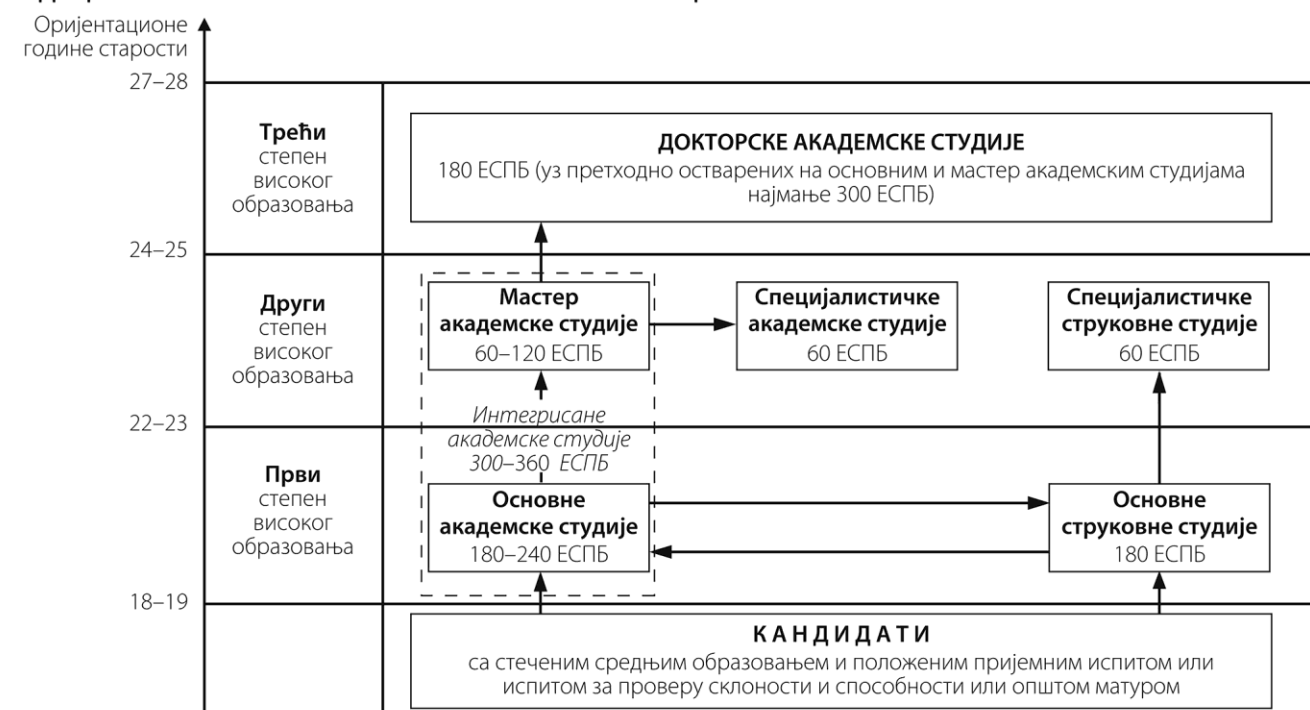 Оријентационе
године старости
27–28
Трећи
степен
високог
образовања
ДОКТОРСКЕ АКАДЕМСКЕ СТУДИЈЕ
180 ЕСПБ (уз претходно остварених на основним и мастер академским студијама
најмање 300 ЕСПБ)
24–25
Други
степен
високог
образовања
Мастер
академске студије
60–120 ЕСПБ
Специјалистичке
академске студије
60 ЕСПБ
Специјалистичке
струковне студије
60 ЕСПБ
22–23
Интегрисане
академске студије
300–360 ЕСПБ
Први
степен
високог
образовања
Основне
академске студије
180–240 ЕСПБ
Основне
струковне студије
180 ЕСПБ
18–19
КАНДИДАТИ
са стеченим средњим образовањем и положеним пријемним испитом или
испитом за проверу склоности и способности или општом матуром